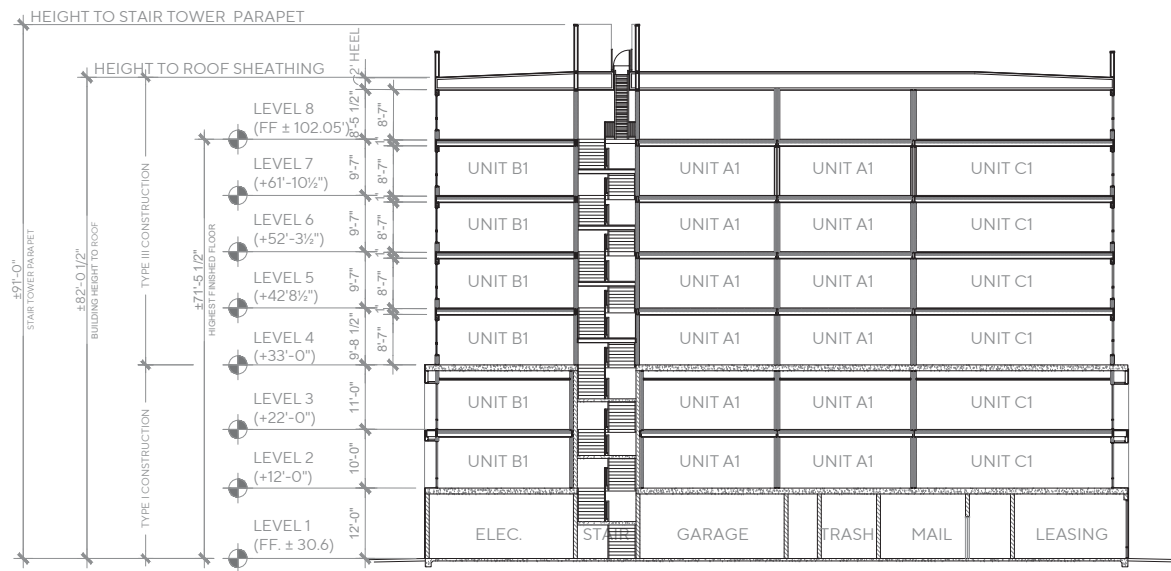 HEIGHT TO STAIR TOWER PARAPET
HEIGHT TO ROOF SHEATHING
2' HEEL
LEVEL 8
(FF ± 102.05')
8'-5 1/2"
8'-7"
1'
LEVEL 7
(+61'-10½")
9'-7"
8'-7"
1'
LEVEL 6
(+52'-3½")
9'-7"
8'-7"
1'
LEVEL 5
(+42'8½")
9'-7"
8'-7"
1'
LEVEL 4
(+33'-0")
9'-8 1/2"
8'-7"
LEVEL 3
(+22'-0")
11'-0"
LEVEL 2
(+12'-0")
10'-0"
LEVEL 1
(FF. ± 30.6)
12'-0"
±91'-0"
STAIR TOWER PARAPET
±82'-0 1/2"
BUILDING HEIGHT TO ROOF
TYPE III CONSTRUCTION
TYPE I CONSTRUCTION
±71'-5 1/2"
HIGHEST FINISHED FLOOR
UNIT B1 UNIT A1 UNIT A1 UNIT C1
UNIT B1 UNIT A1 UNIT A1 UNIT C1
UNIT B1 UNIT A1 UNIT A1 UNIT C1
UNIT B1 UNIT A1 UNIT A1 UNIT C1
UNIT B1 UNIT A1 UNIT A1 UNIT C1
UNIT B1 UNIT A1 UNIT A1 UNIT C1
ELEC. STAIR GARAGE TRASH MAIL LEASING